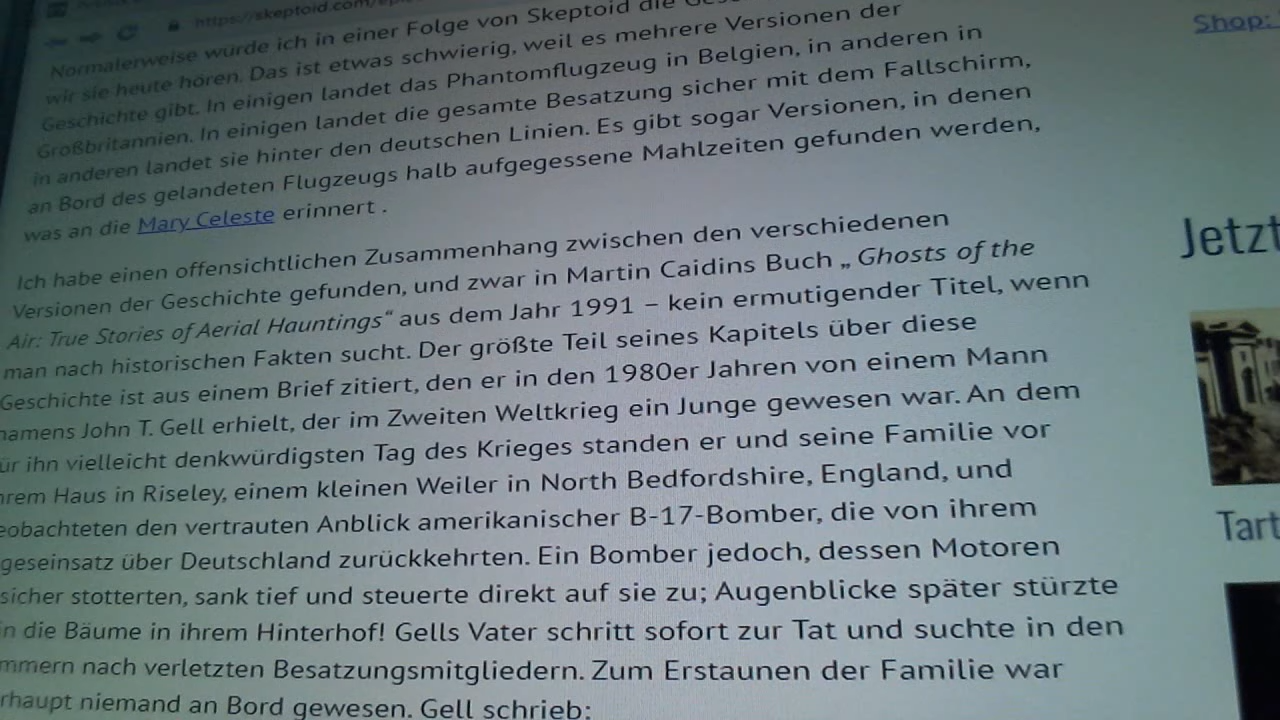 https://skeptoid.com/
Normalerweise würde ich in einer Folge von Skeptoid die
wir sie heute hören. Das ist etwas schwierig, weil es mehrere Versionen der
Geschichte gibt. In einigen landet das Phantomflugzeug in Belgien, in anderen in
Großbritannien. In einigen landet die gesamte Besatzung sicher mit dem Fallschirm,
in anderen landet sie hinter den deutschen Linien. Es gibt sogar Versionen, in denen
an Bord des gelandeten Flugzeugs halb aufgegessene Mahlzeiten gefunden werden,
was an die Mary Celeste erinnert .
Ich habe einen offensichtlichen Zusammenhang zwischen den verschiedenen
Versionen der Geschichte gefunden, und zwar in Martin Caidins Buch „ Ghosts of the
Air: True Stories of Aerial Hauntings“ aus dem Jahr 1991 – kein ermutigender Titel, wenn
man nach historischen Fakten sucht. Der größte Teil seines Kapitels über diese
Geschichte ist aus einem Brief zitiert, den er in den 1980er Jahren von einem Mann
namens John T. Gell erhielt, der im Zweiten Weltkrieg ein Junge gewesen war. An dem
ür ihn vielleicht denkwürdigsten Tag des Krieges standen er und seine Familie vor
hrem Haus in Riseley, einem kleinen Weiler in North Bedfordshire, England, und
eobachteten den vertrauten Anblick amerikanischer B-17-Bomber, die von ihrem
geseinsatz über Deutschland zurückkehrten. Ein Bomber jedoch, dessen Motoren
sicher stotterten, sank tief und steuerte direkt auf sie zu; Augenblicke später stürzte
in die Bäume in ihrem Hinterhof! Gells Vater schritt sofort zur Tat und suchte in den
mmern nach verletzten Besatzungsmitgliedern. Zum Erstaunen der Familie war
rhaupt niemand an Bord gewesen. Gell schrieb:
Shop:
Jetzt
Tart